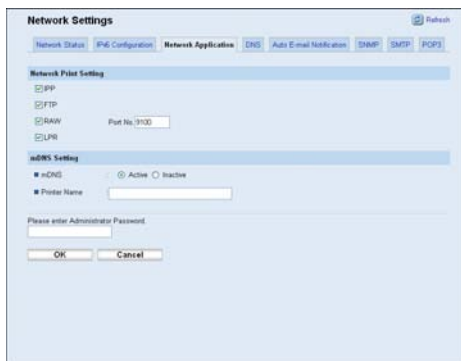 Network Settings
Refresh
Network Status IPv6 Configuration Network Application DNS Auto E-mail Notification SNMP SMTP POP3
Network Print Setting
IPP
FTP
RAW Port No. 9100
LPR
mDNS Setting
mDNS : Active Inactive
Printer Name :
Please enter Administrator Password.
OK Cancel